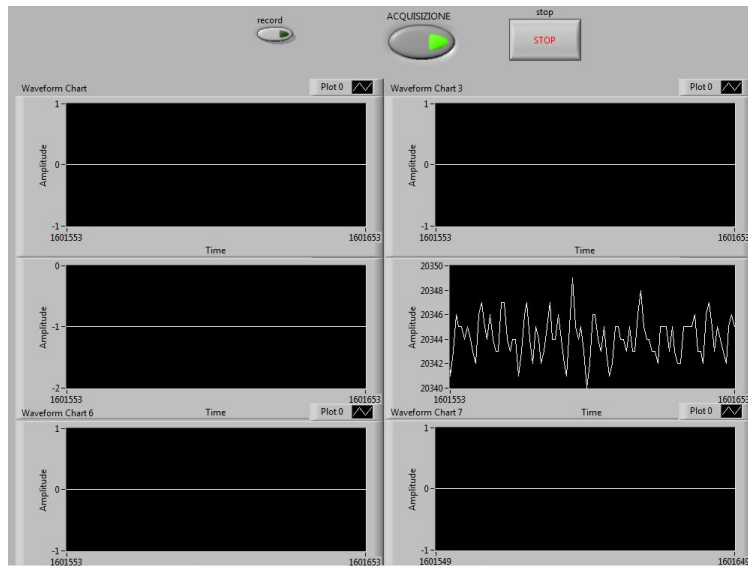 record
ACQUISIZIONE
stop
STOP
Waveform Chart
Plot 0
1
0
-1
Amplitude
1601553
1601653
Time
Waveform Chart 3
Plot 0
1
0
-1
Amplitude
1601553
160165
Time
0
-1
-2
Amplitude
1601553
1601653
Time
20350
20348
20346
20344
20342
20340
Amplitude
1601553
160165
Time
Waveform Chart 6
Plot 0
1
0
-1
Amplitude
1601553
1601653
Waveform Chart 7
Plot 0
1
0
-1
Amplitude
1601549
1601649